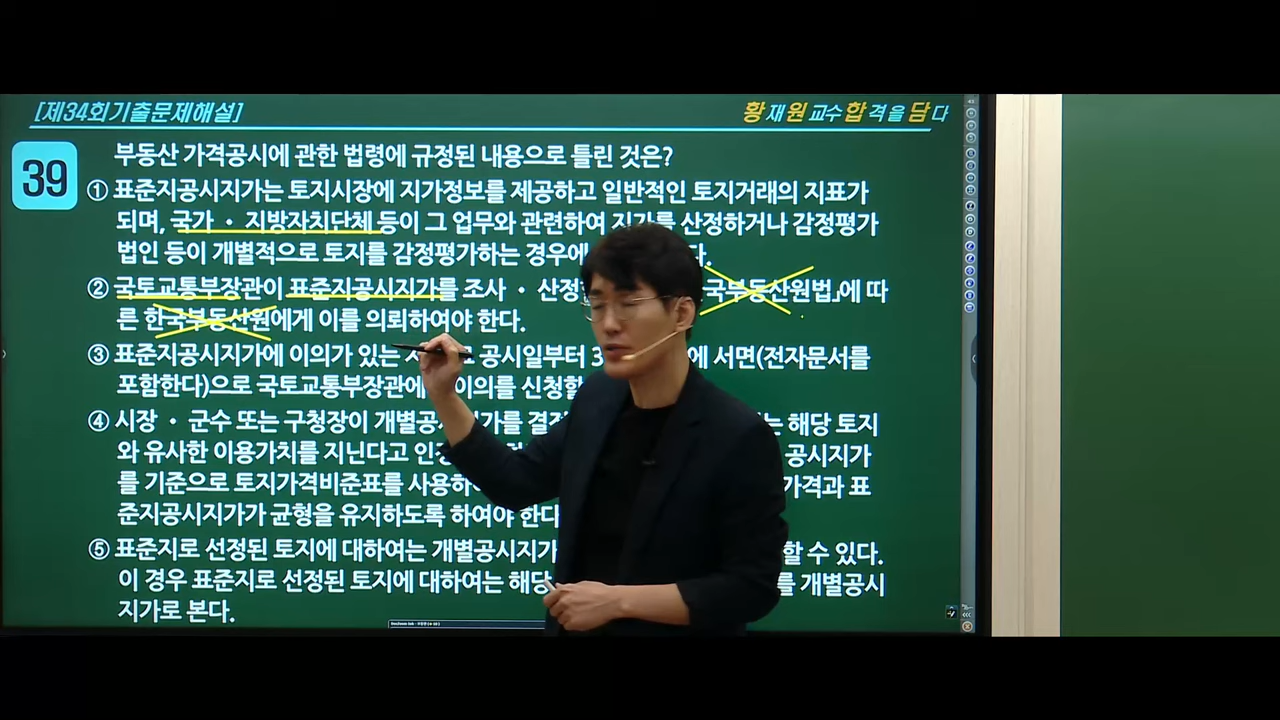 [제34회기출문제해설]
황재원교수합격을담다
39
부동산 가격공시에 관한 법령에 규정된 내용으로 틀린 것은?
① 표준지공시지가는 토지시장에 지가정보를 제공하고 일반적인 토지거래의 지표가
되며, 국가 · 지방자치단체 등이 그 업무와 관련하여 지가를 산정하거나 감정평가
법인 등이 개별적으로 토지를 감정평가하는 경우에 다.
② 국토교통부장관이 표준지공시지가를 조사 · 산정 국부동산원법」에 따
른 한국부동산원에게 이를 의뢰하여야 한다.
③ 표준지공시지가에 이의가 있는 공시일부터 3 에 서면(전자문서를
포함한다)으로 국토교통부장관에 이의를 신청할
④ 시장 · 군수 또는 구청장이 개별공시지가를 결정 는 해당 토지
와 유사한 이용가치를 지닌다고 인정 공시지가
를 기준으로 토지가격비준표를 사용하 가격과 표
준지공시지가가 균형을 유지하도록 하여야 한다
⑤ 표준지로 선정된 토지에 대하여는 개별공시지가 할 수 있다.
이 경우 표준지로 선정된 토지에 대하여는 해당 를 개별공시
지가로 본다.